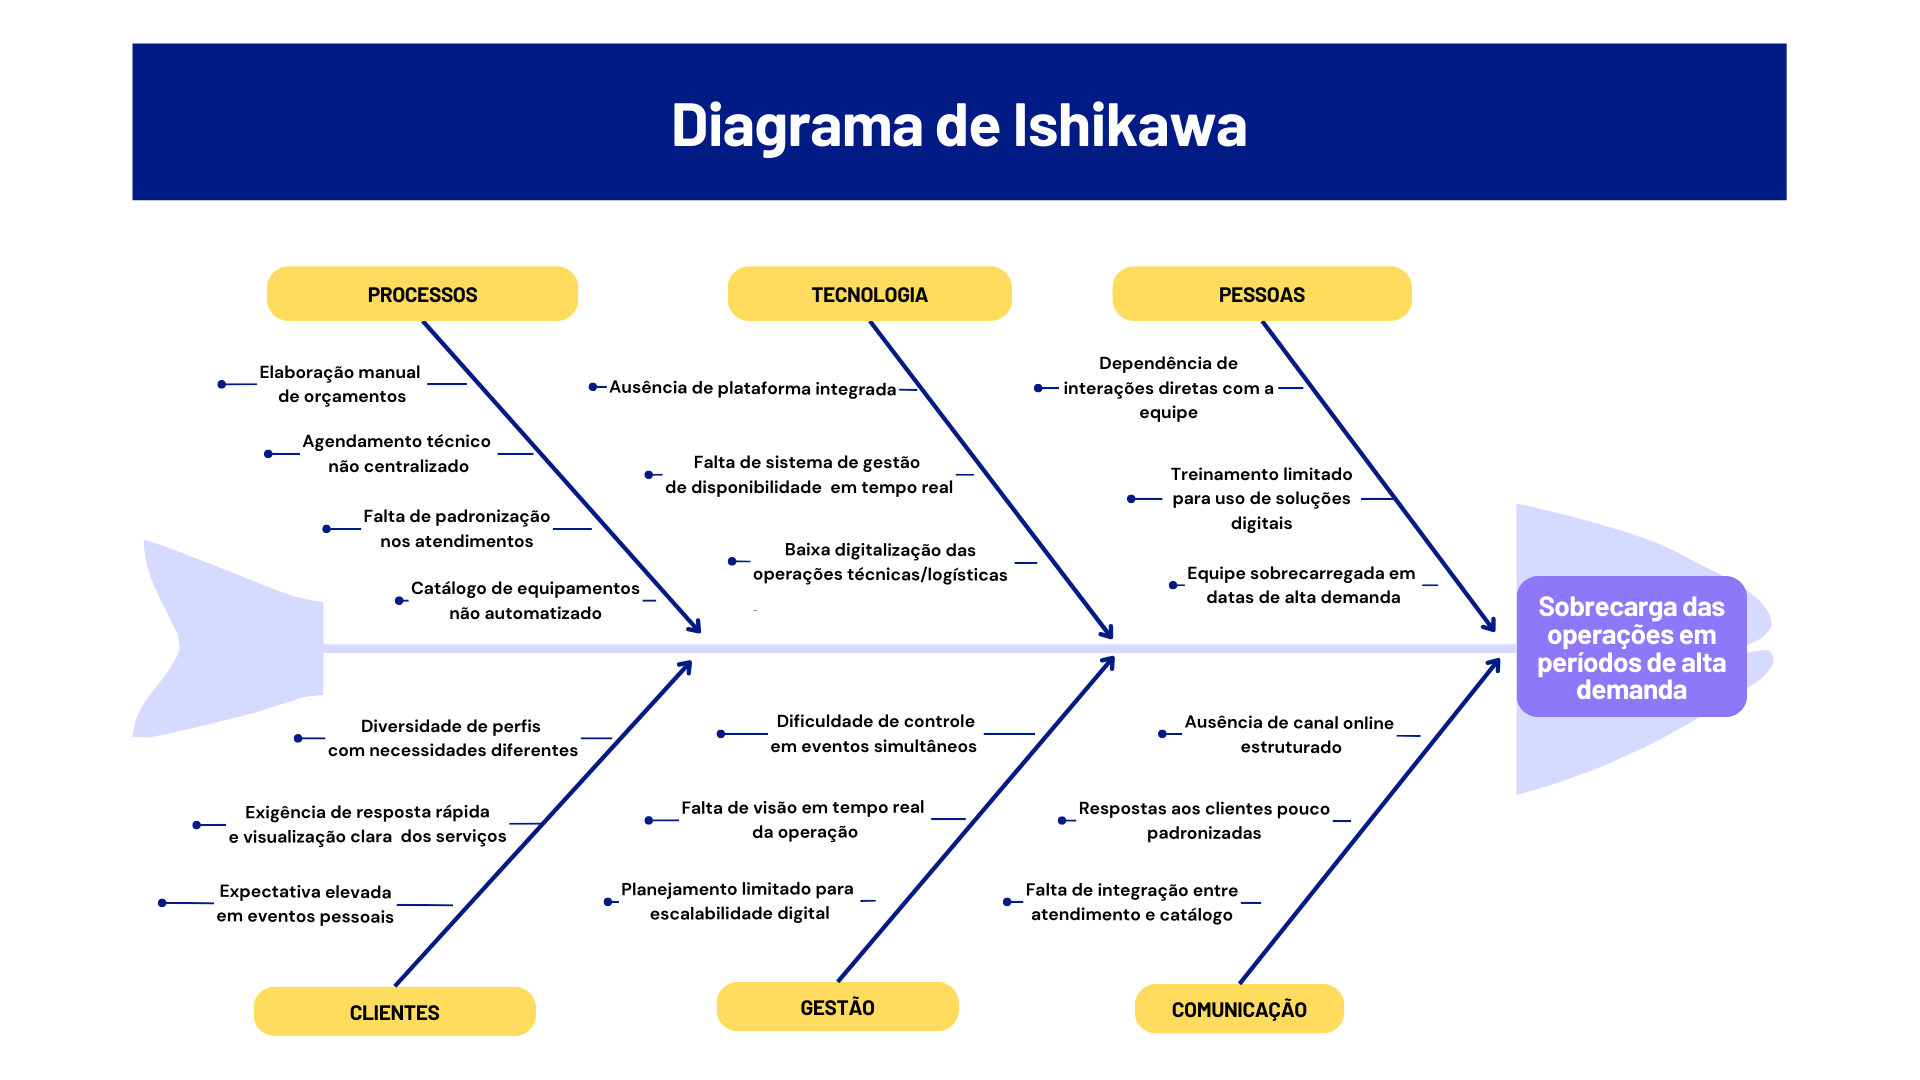 Diagrama de Ishikawa
PROCESSOS
Elaboração manual
de orçamentos
Agendamento técnico
não centralizado
Falta de padronização
nos atendimentos
Catálogo de equipamentos
não automatizado
TECNOLOGIA
Ausência de plataforma integrada
Falta de sistema de gestão
de disponibilidade em tempo real
Baixa digitalização das
operações técnicas/logísticas
-
PESSOAS
Dependência de
interações diretas com a
equipe
Treinamento limitado
para uso de soluções
digitais
Equipe sobrecarregada em
datas de alta demanda
Sobrecarga das
operações em
períodos de alta
demanda
Diversidade de perfis
com necessidades diferentes
Exigência de resposta rápida
e visualização clara dos serviços
Expectativa elevada
em eventos pessoais
CLIENTES
Dificuldade de controle
em eventos simultâneos
Falta de visão em tempo real
da operação
Planejamento limitado para
escalabilidade digital
GESTÃO
Ausência de canal online
estruturado
Respostas aos clientes pouco
padronizadas
Falta de integração entre
atendimento e catálogo
COMUNICAÇÃO